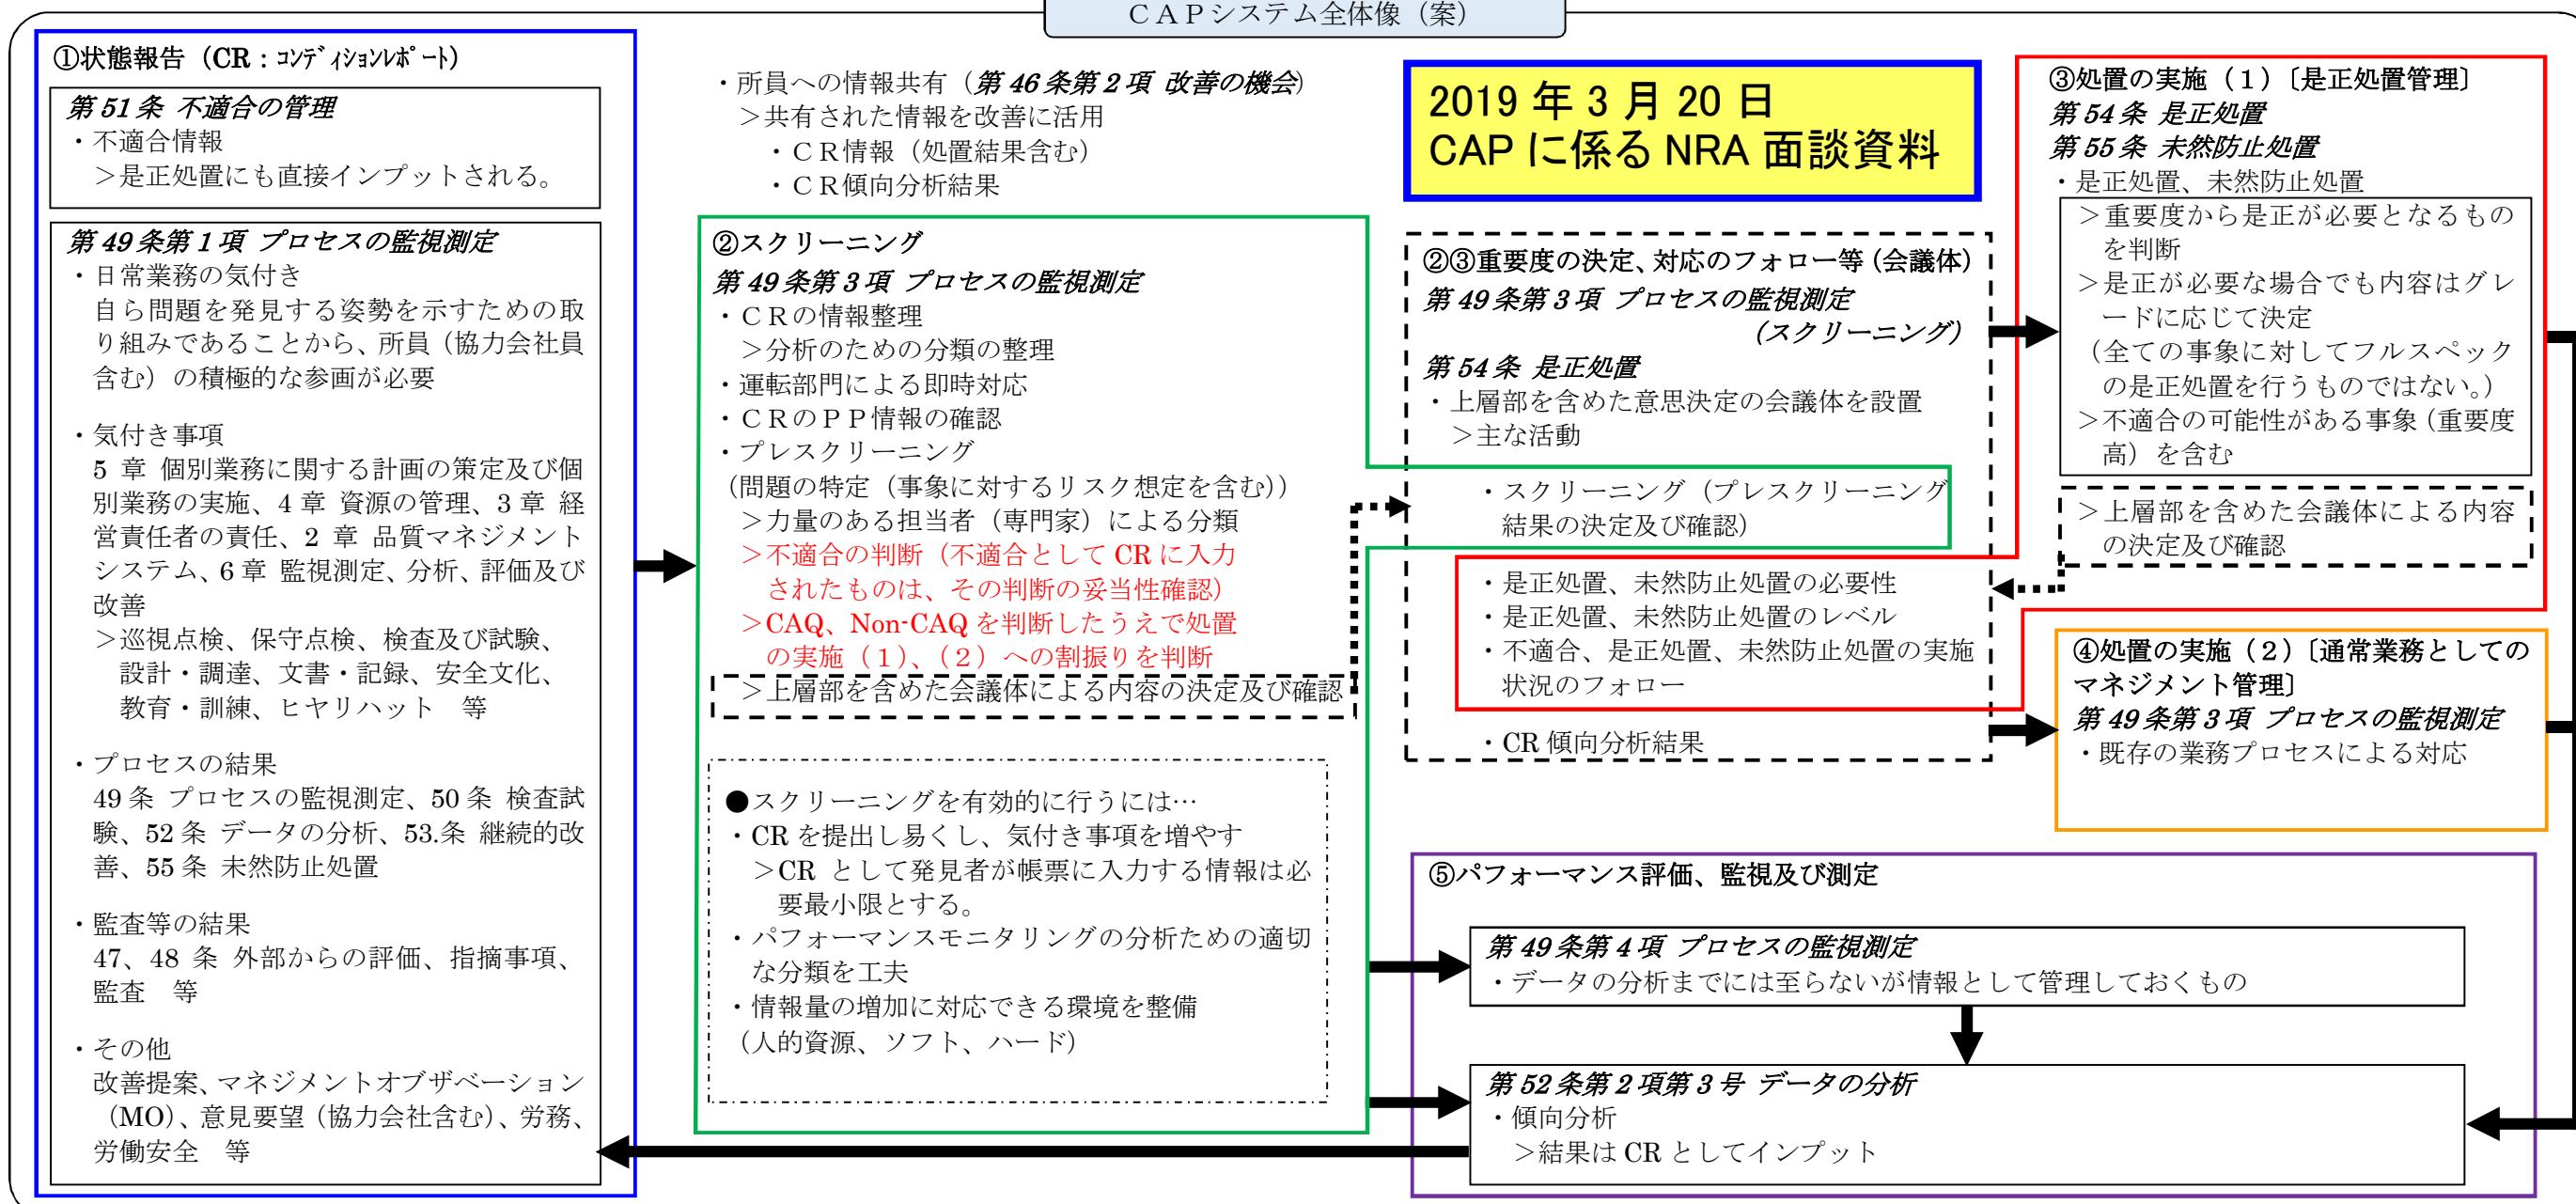 ＣＡＰシステム全体像（案）
①状態報告（CR：ｺﾝﾃﾞｨｼｮﾝﾚﾎﾟｰﾄ）
第51条 不適合の管理
・不適合情報
＞是正処置にも直接インプットされる。
第49条第1項 プロセスの監視測定
・日常業務の気付き
自ら問題を発見する姿勢を示すための取
り組みであることから、所員（協力会社員
含む）の積極的な参画が必要
・気付き事項
5 章 個別業務に関する計画の策定及び個
別業務の実施、4 章 資源の管理、3 章 経
営責任者の責任、2 章 品質マネジメント
システム、6 章 監視測定、分析、評価及び
改善
＞巡視点検、保守点検、検査及び試験、
設計・調達、文書・記録、安全文化、
教育・訓練、ヒヤリハット　等
・プロセスの結果
49 条 プロセスの監視測定、50 条 検査試
験、52 条 データの分析、53.条 継続的改
善、55 条 未然防止処置
・監査等の結果
47、48 条 外部からの評価、指摘事項、
監査　等
・その他
改善提案、マネジメントオブザベーション
（MO）、意見要望（協力会社含む）、労務、
労働安全　等
・所員への情報共有（第 46 条第 2 項 改善の機会）
＞共有された情報を改善に活用
・ＣＲ情報（処置結果含む）
・ＣＲ傾向分析結果
②スクリーニング
第 49 条第 3 項 プロセスの監視測定
・ＣＲの情報整理
＞分析のための分類の整理
・運転部門による即時対応
・ＣＲのＰＰ情報の確認
・プレスクリーニング
（問題の特定（事象に対するリスク想定を含む））
＞力量のある担当者（専門家）による分類
＞不適合の判断（不適合として CR に入力
されたものは、その判断の妥当性確認）
＞CAQ、Non-CAQ を判断したうえで処置
の実施（１）、（２）への割振りを判断
＞上層部を含めた会議体による内容の決定及び確認
●スクリーニングを有効的に行うには…
・CR を提出し易くし、気付き事項を増やす
＞CR として発見者が帳票に入力する情報は必
要最小限とする。
・パフォーマンスモニタリングの分析ための適切
な分類を工夫
・情報量の増加に対応できる環境を整備
（人的資源、ソフト、ハード）
2019 年 3 月 20 日
CAP に係る NRA 面談資料
②③重要度の決定、対応のフォロー等（会議体）
第 49 条第 3 項 プロセスの監視測定
（スクリーニング）
第 54 条 是正処置
・上層部を含めた意思決定の会議体を設置
＞主な活動
・スクリーニング（プレスクリーニング
結果の決定及び確認）
・是正処置、未然防止処置の必要性
・是正処置、未然防止処置のレベル
・不適合、是正処置、未然防止処置の実施
状況のフォロー
・CR 傾向分析結果
③処置の実施（１）〔是正処置管理〕
第 54 条 是正処置
第 55 条 未然防止処置
・是正処置、未然防止処置
＞重要度から是正が必要となるもの
を判断
＞是正が必要な場合でも内容はグレ
ードに応じて決定
（全ての事象に対してフルスペック
の是正処置を行うものではない。）
＞不適合の可能性がある事象（重要度
高）を含む
＞上層部を含めた会議体による内容
の決定及び確認
④処置の実施（２）〔通常業務としての
マネジメント管理〕
第 49 条第 3 項 プロセスの監視測定
・既存の業務プロセスによる対応
⑤パフォーマンス評価、監視及び測定
第 49 条第 4 項 プロセスの監視測定
・データの分析までには至らないが情報として管理しておくもの
第 52 条第 2 項第 3 号 データの分析
・傾向分析
＞結果は CR としてインプット